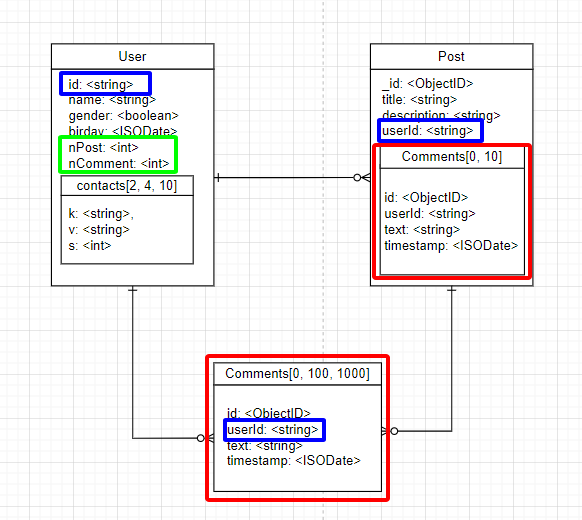 User
id: <string>
name: <string>
gender: <boolean>
birday: <ISODate>
nPost: <int>
nComment: <int>
contacts[2, 4, 10]
k: <string>,
v: <string>
s: <int>
Post
_id: <ObjectID>
title: <string>
description: <string>
userId: <string>
Comments[0, 10]
id: <ObjectID>
userId: <string>
text: <string>
timestamp: <ISODate>
Comments[0, 100, 1000]
id: <ObjectID>
userId: <string>
text: <string>
timestamp: <ISODate>